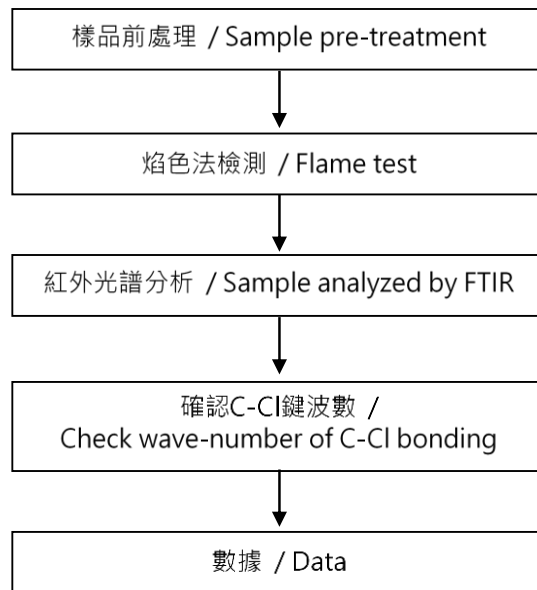 樣品前處理 / Sample pre-treatment
焰色法檢測 / Flame test
紅外光譜分析 / Sample analyzed by FTIR
確認C-Cl鍵波數 /
Check wave-number of C-Cl bonding
數據 / Data